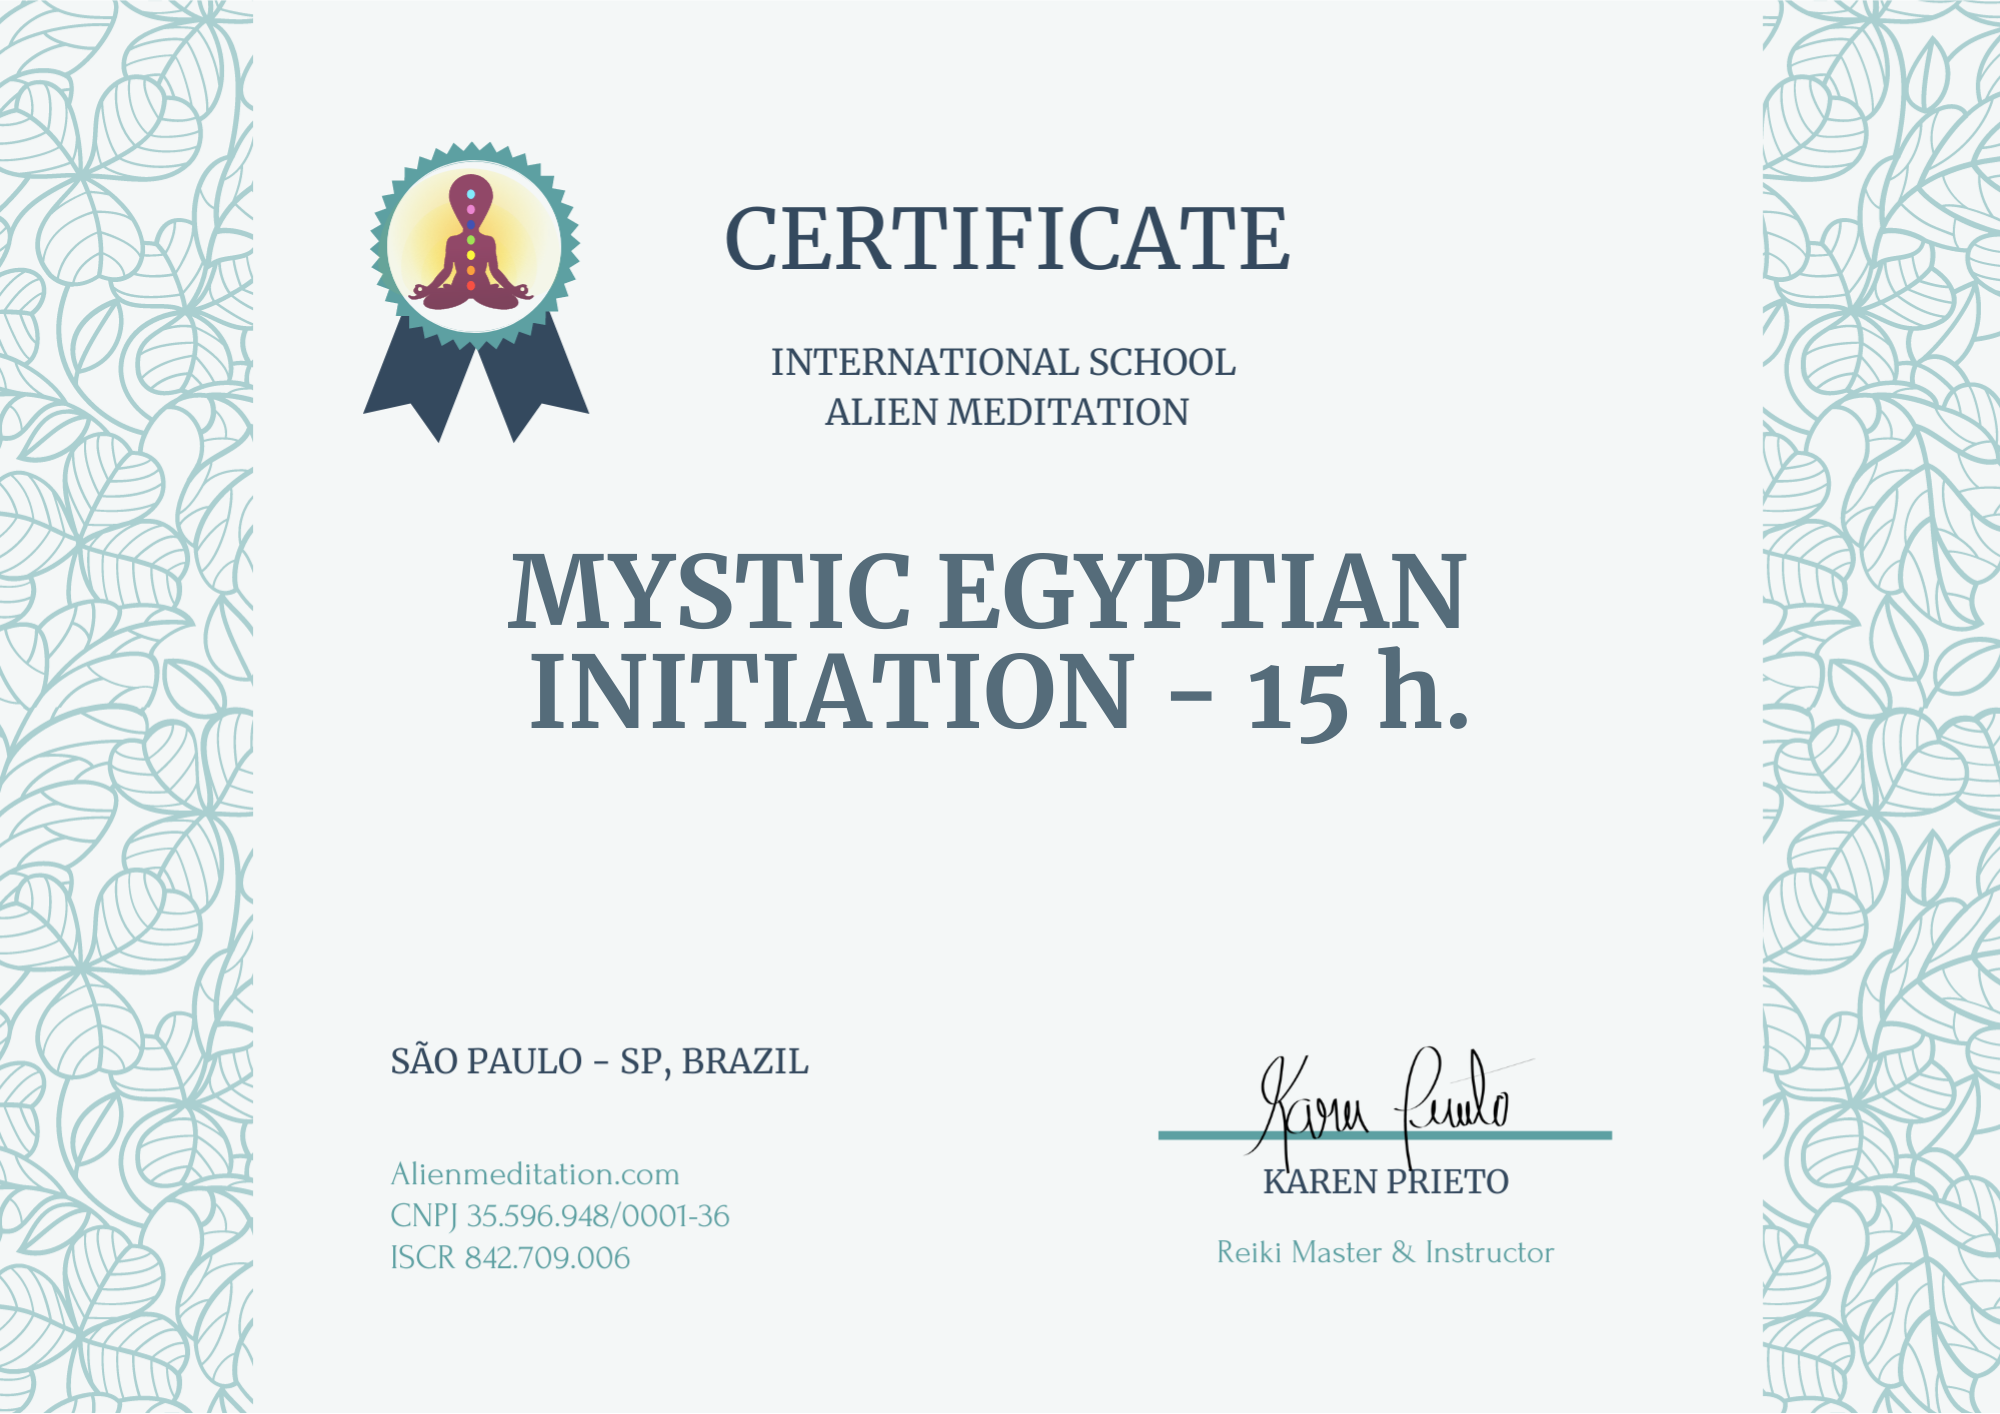 CERTIFICATE
INTERNATIONAL SCHOOL
ALIEN MEDITATION
MYSTIC EGYPTIAN
INITIATION - 15 h.
SÃO PAULO - SP, BRAZIL
Alienmeditation.com
CNPJ 35.596.948/0001-36
ISCR 842.709.006
Karen Prieto
KAREN PRIETO
Reiki Master & Instructor